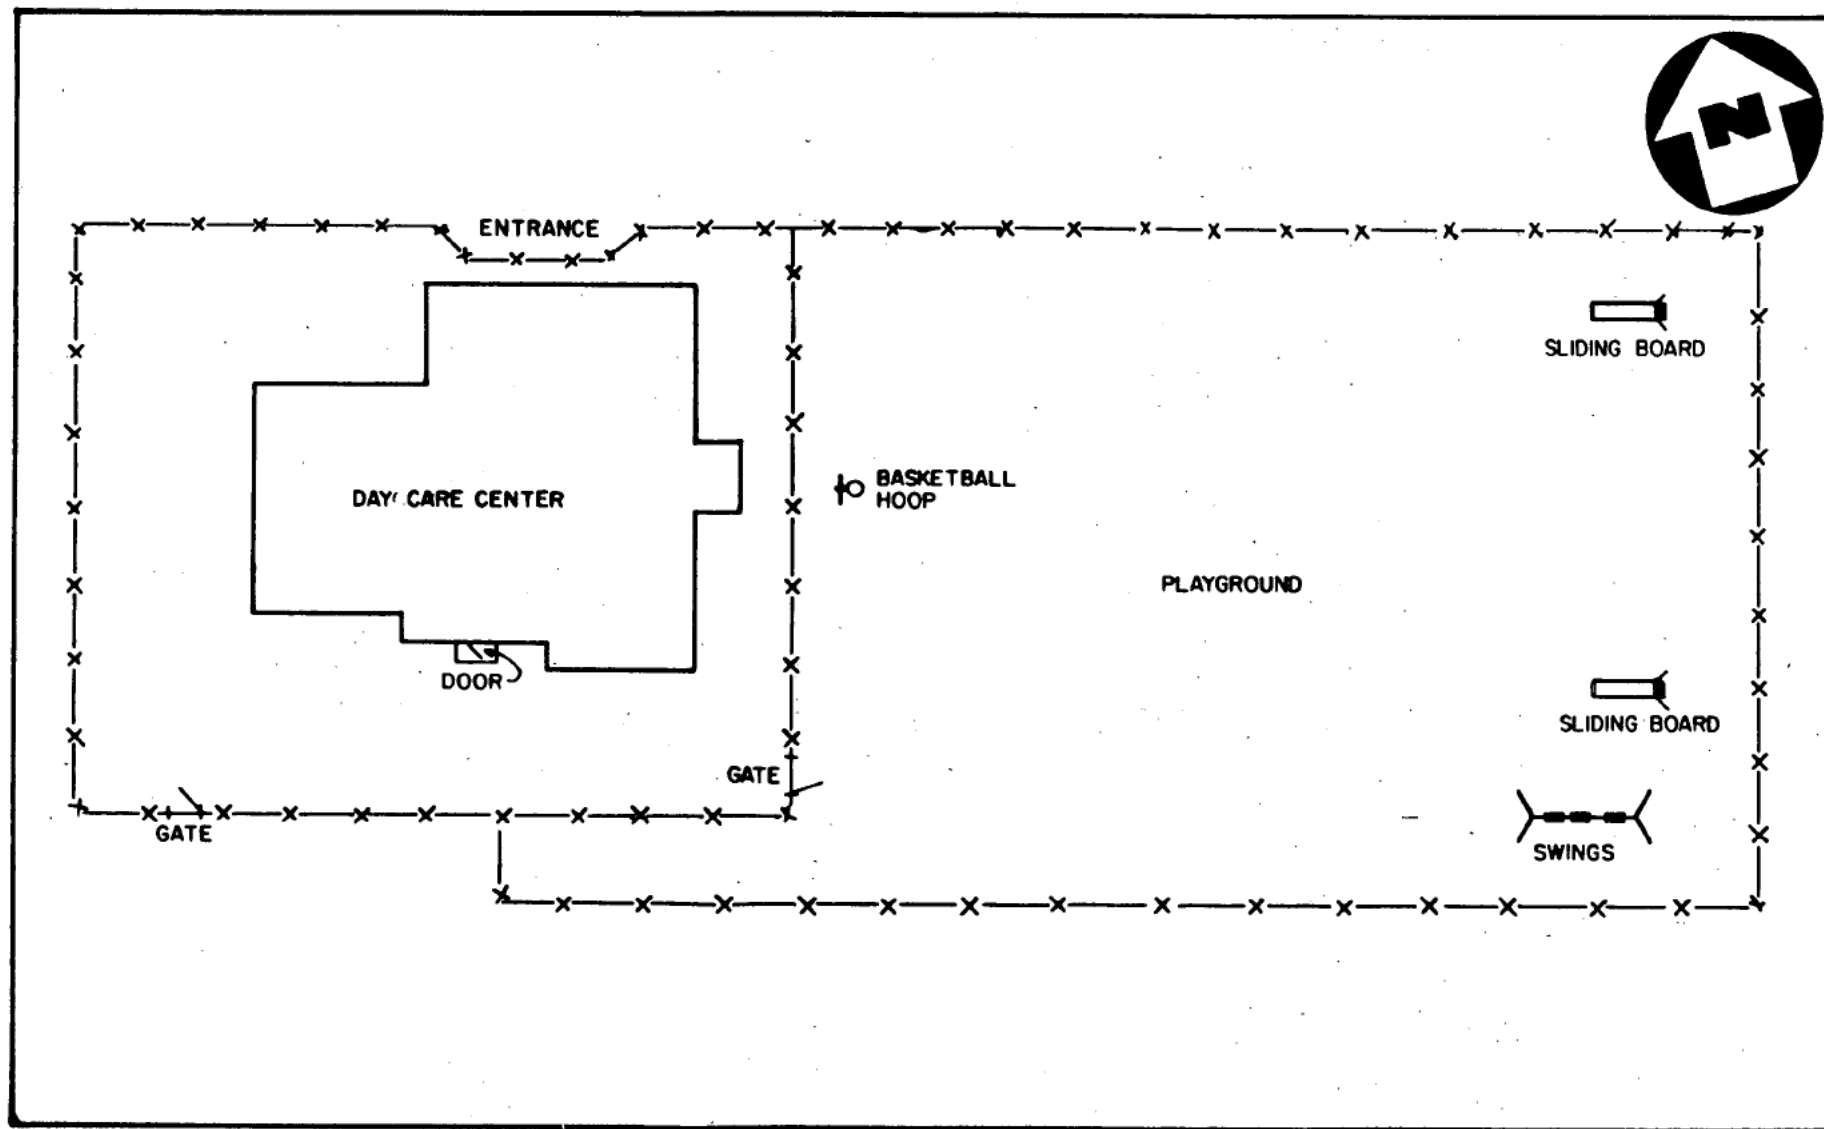 N
ENTRANCE
SLIDING BOARD
BASKETBALL
HOOP
DAY CARE CENTER
PLAYGROUND
DOOR
SLIDING BOARD
GATE
GATE
SWINGS